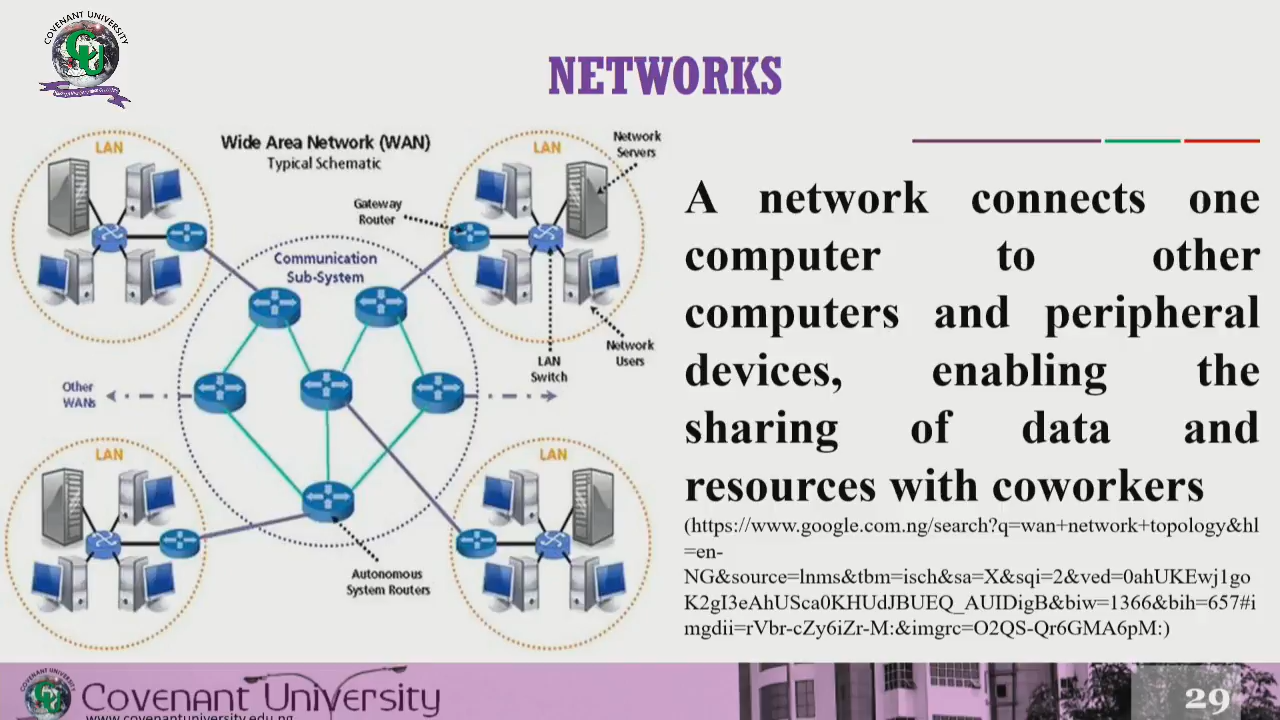 COVENANT UNIVERSITY
NETWORKS
Wide Area Network (WAN)
Typical Schematic
LAN
LAN
Network
Servers
Gateway
Router
Communication
Sub-System
Network
Users
LAN
Switch
Other
WANs
LAN
LAN
Autonomous
System Routers
A network connects one
computer to other
computers and peripheral
devices, enabling the
sharing of data and
resources with coworkers
(https://www.google.com.ng/search?q=wan+network+topology&hl
=en-
NG&source=lnms&tbm=isch&sa=X&sqi=2&ved=0ahUKEwj1go
K2gI3eAhUSca0KHUdJBUEQ_AUIDigB&biw=1366&bih=657#i
mgdii=rVbr-cZy6iZr-M:&imgrc=O2QS-Qr6GMA6pM:)
COVENANT UNIVERSITY
Covenant University
www.covenantuniversity.edu.ng
29